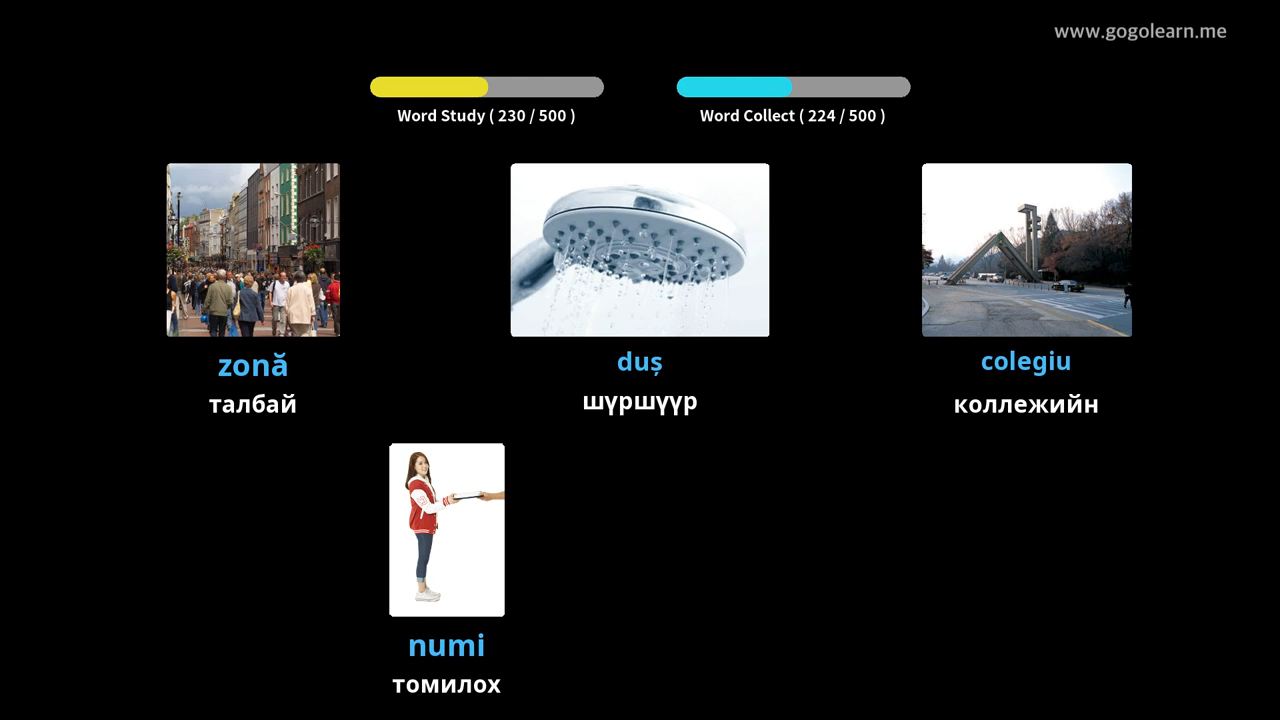 www.gogolearn.me
Word Study ( 230 / 500 )
Word Collect ( 224 / 500 )
zonă
duș
colegiu
талбай
шүршүүр
коллежийн
numi
томилох